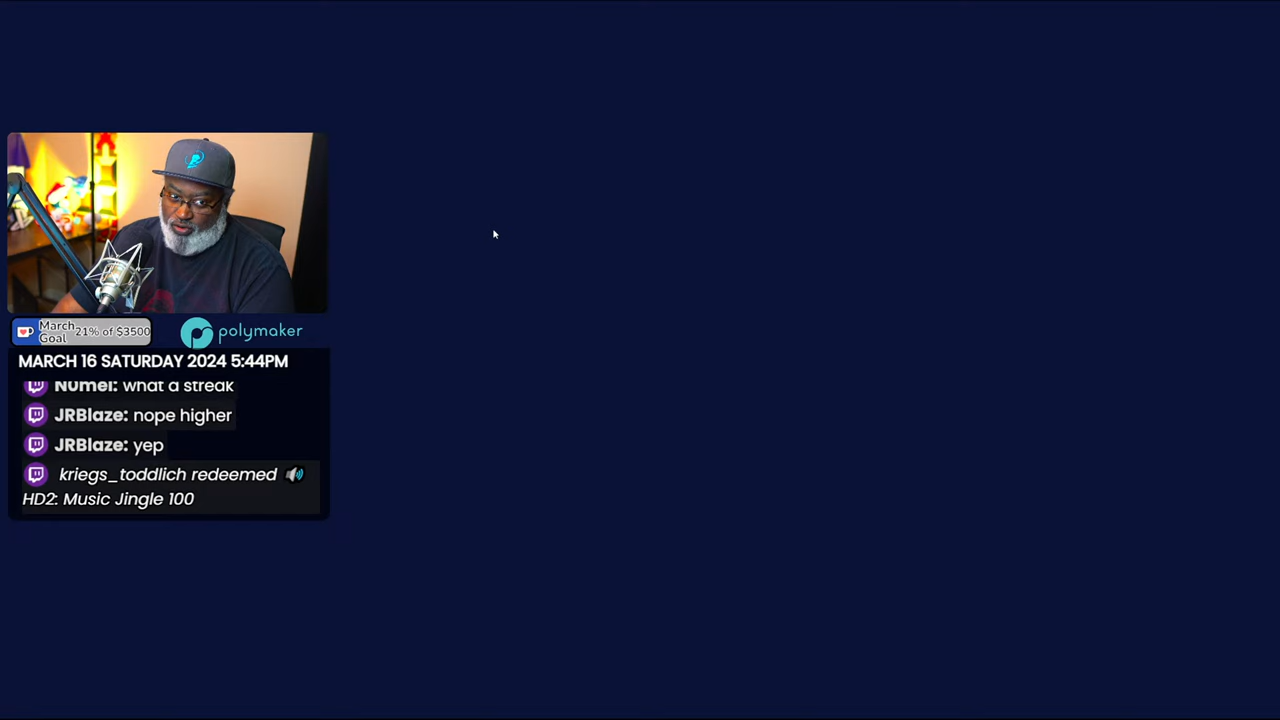 March
Goal
21% of $3500
polymaker
MARCH 16 SATURDAY 2024 5:44PM
NUmei: what a streak
JRBlaze: nope higher
JRBlaze: yep
kriegs_toddlich redeemed
HD2: Music Jingle 100